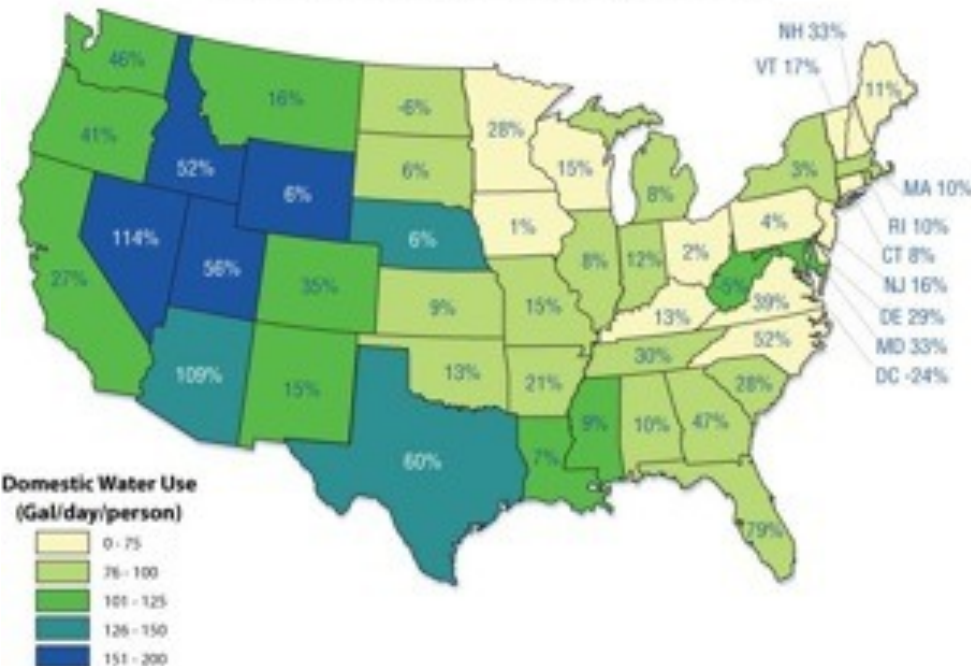 NH 33%
VT 17%
46%
16%
-6%
28%
11%
41%
52%
6%
6%
15%
8%
3%
MA 10%
RI 10%
CT 8%
NJ 16%
DE 29%
MD 33%
DC -24%
114%
56%
6%
1%
8%
12%
2%
4%
27%
35%
9%
15%
13%
-5%
39%
52%
109%
15%
13%
21%
30%
28%
60%
7%
9%
10%
47%
79%
Domestic Water Use
(Gal/day/person)
0 - 75
76 - 100
101 - 125
126 - 150
151 - 200